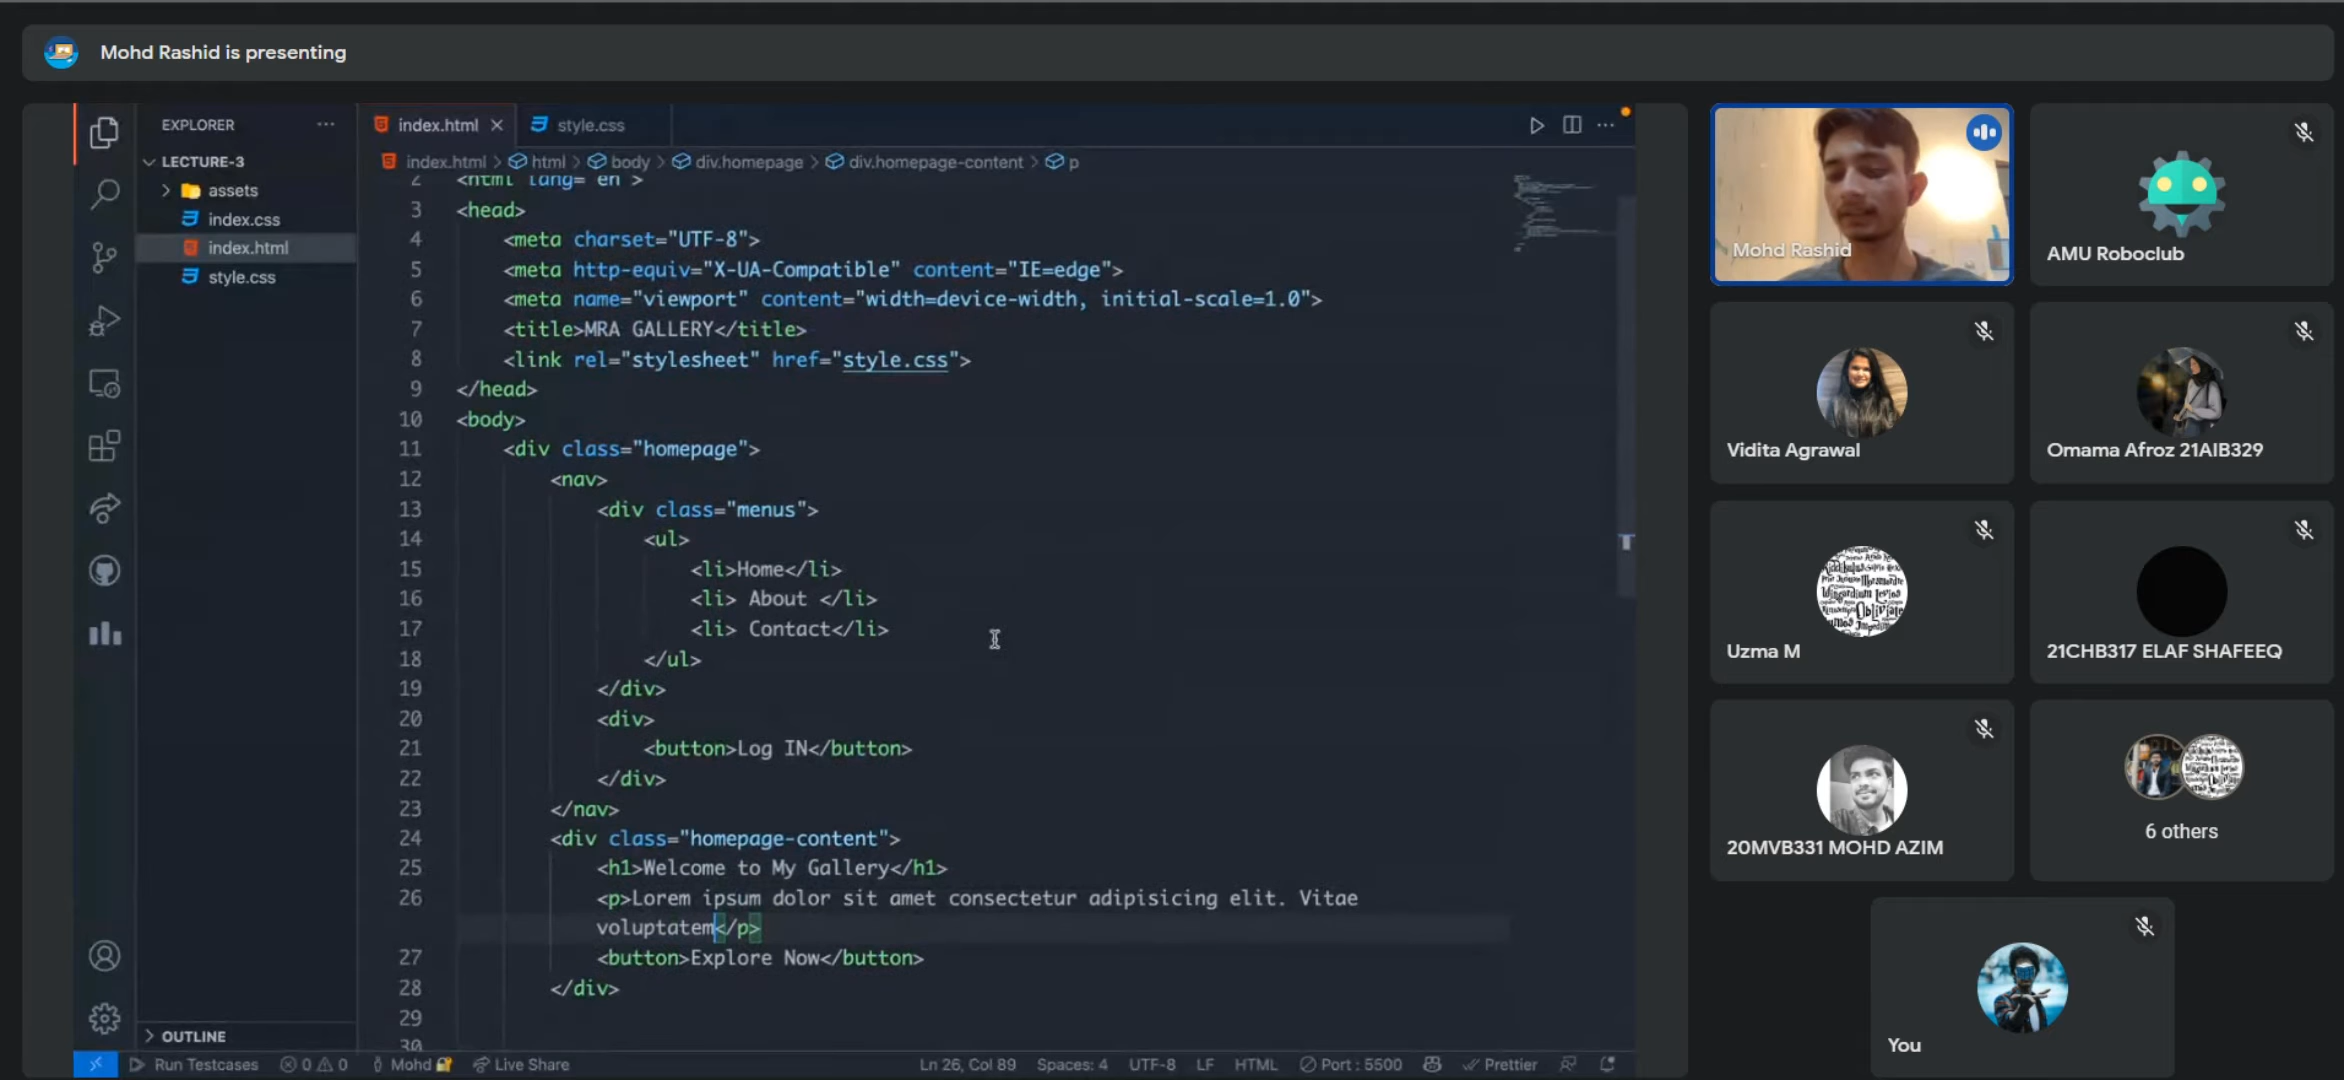 Mohd Rashid is presenting
EXPLORER
LECTURE-3
assets
index.css
index.html
style.css
OUTLINE
index.html
style.css
index.html > html > body > div.homepage > div.homepage-content > p
2 <html lang="en">
3 <head>
4 <meta charset="UTF-8">
5 <meta http-equiv="X-UA-Compatible" content="IE=edge">
6 <meta name="viewport" content="width=device-width, initial-scale=1.0">
7 <title>MRA GALLERY</title>
8 <link rel="stylesheet" href="style.css">
9 </head>
10 <body>
11 <div class="homepage">
12 <nav>
13 <div class="menus">
14 <ul>
15 <li>Home</li>
16 <li> About </li>
17 <li> Contact</li>
18 </ul>
19 </div>
20 <div>
21 <button>Log IN</button>
22 </div>
23 </nav>
24 <div class="homepage-content">
25 <h1>Welcome to My Gallery</h1>
26 <p>Lorem ipsum dolor sit amet consectetur adipisicing elit. Vitae
voluptatem</p>
27 <button>Explore Now</button>
28 </div>
29
30
Run Testcases 0 0 Mohd Live Share Ln 26, Col 89 Spaces: 4 UTF-8 LF HTML Port : 5500 Prettier
Mohd Rashid
AMU Roboclub
Vidita Agrawal
Omama Afroz 21AIB329
Uzma M
21CHB317 ELAF SHAFEEQ
20MVB331 MOHD AZIM
6 others
You